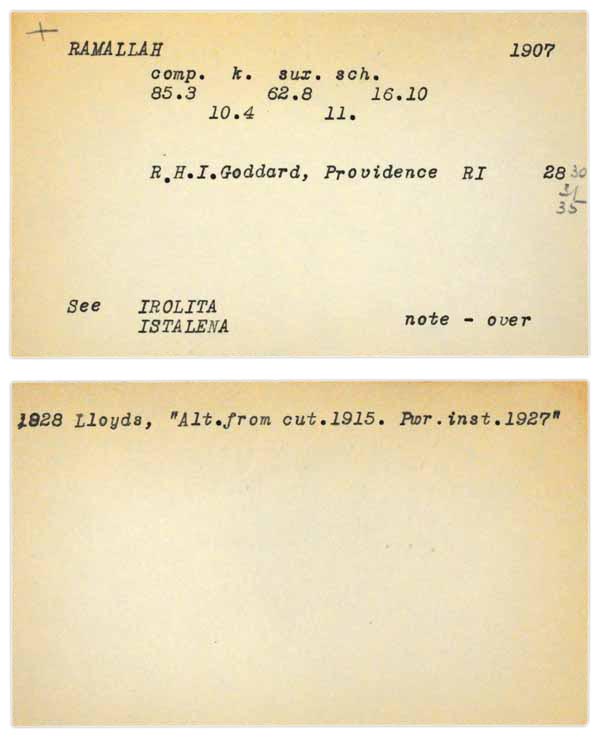 RAMALLAH 1907
comp. k. aux. sch.
85.3 62.8 16.10
10.4 11.
R.H.I.Goddard, Providence RI 28 30
31
35
See IROLITA
ISTALENA note - over
1928 Lloyds, "Alt.from cut.1915. Pwr.inst.1927"